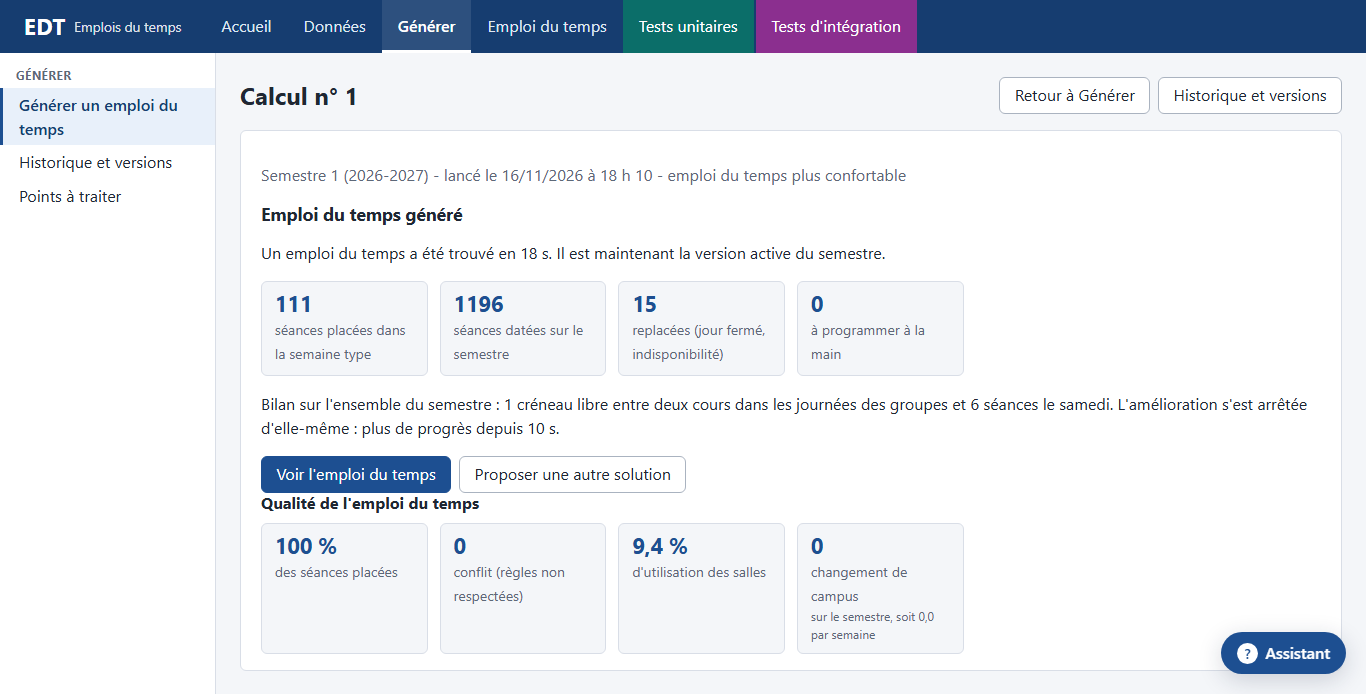 EDT Emplois du temps Accueil Données Générer Emploi du temps Tests unitaires Tests d'intégration
GÉNÉRER
Générer un emploi du
temps
Historique et versions
Points à traiter
Calcul n° 1
Retour à Générer
Historique et versions
Semestre 1 (2026-2027) - lancé le 16/11/2026 à 18 h 10 - emploi du temps plus confortable
Emploi du temps généré
Un emploi du temps a été trouvé en 18 s. Il est maintenant la version active du semestre.
111
séances placées dans
la semaine type
1196
séances datées sur le
semestre
15
replacées (jour fermé,
indisponibilité)
0
à programmer à la
main
Bilan sur l'ensemble du semestre : 1 créneau libre entre deux cours dans les journées des groupes et 6 séances le samedi. L'amélioration s'est arrêtée
d'elle-même : plus de progrès depuis 10 s.
Voir l'emploi du temps
Proposer une autre solution
Qualité de l'emploi du temps
100 %
des séances placées
0
conflit (règles non
respectées)
9,4 %
d'utilisation des salles
0
changement de
campus
sur le semestre, soit 0,0
par semaine
? Assistant